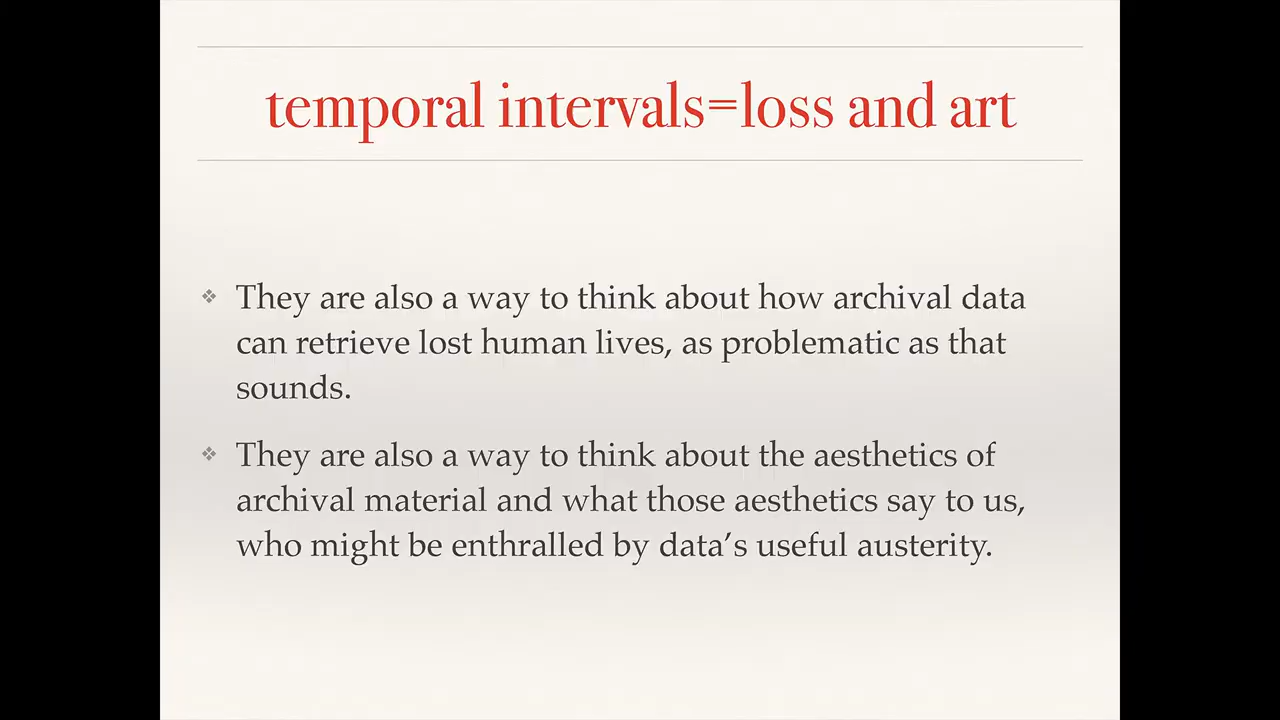 temporal intervals=loss and art
They are also a way to think about how archival data
can retrieve lost human lives, as problematic as that
sounds.
They are also a way to think about the aesthetics of
archival material and what those aesthetics say to us,
who might be enthralled by data’s useful austerity.